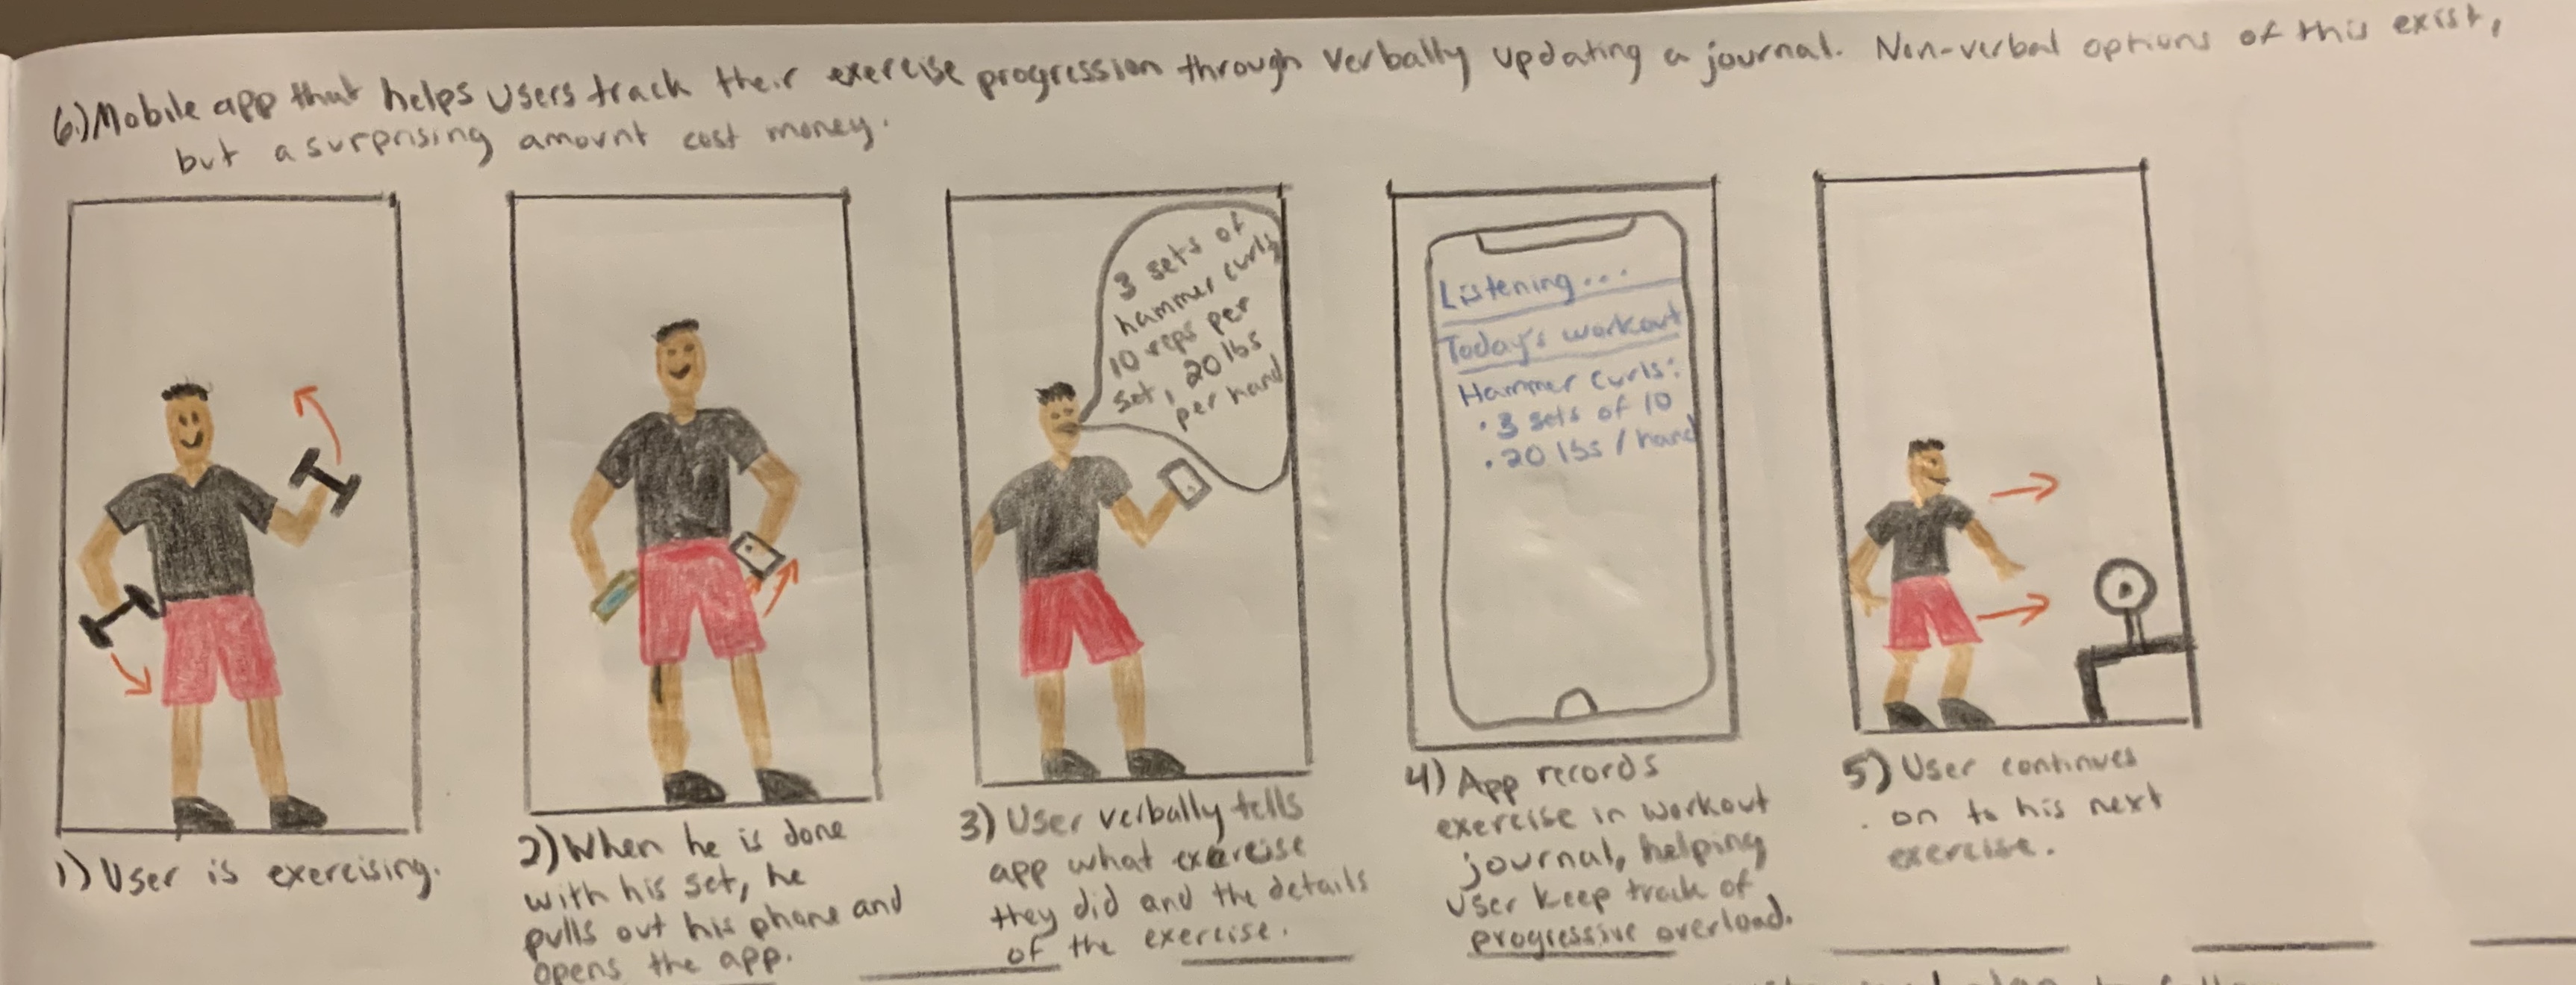 6.) Mobile app that helps users track their exercise progression through verbally updating a journal. Non-verbal options of this exist,
but a surprising amount cost money.
3 sets of
hammer curls
10 reps per
set, 20 lbs
per hand
Listening...
Today's workout
Hammer Curls:
· 3 sets of 10
· 20 lbs / hand
1) User is exercising.
2) When he is done
with his set, he
pulls out his phone and
opens the app.
3) User verbally tells
app what exercise
they did and the details
of the exercise.
4) App records
exercise in workout
journal, helping
user keep track of
progressive overload.
5) User continues
on to his next
exercise.